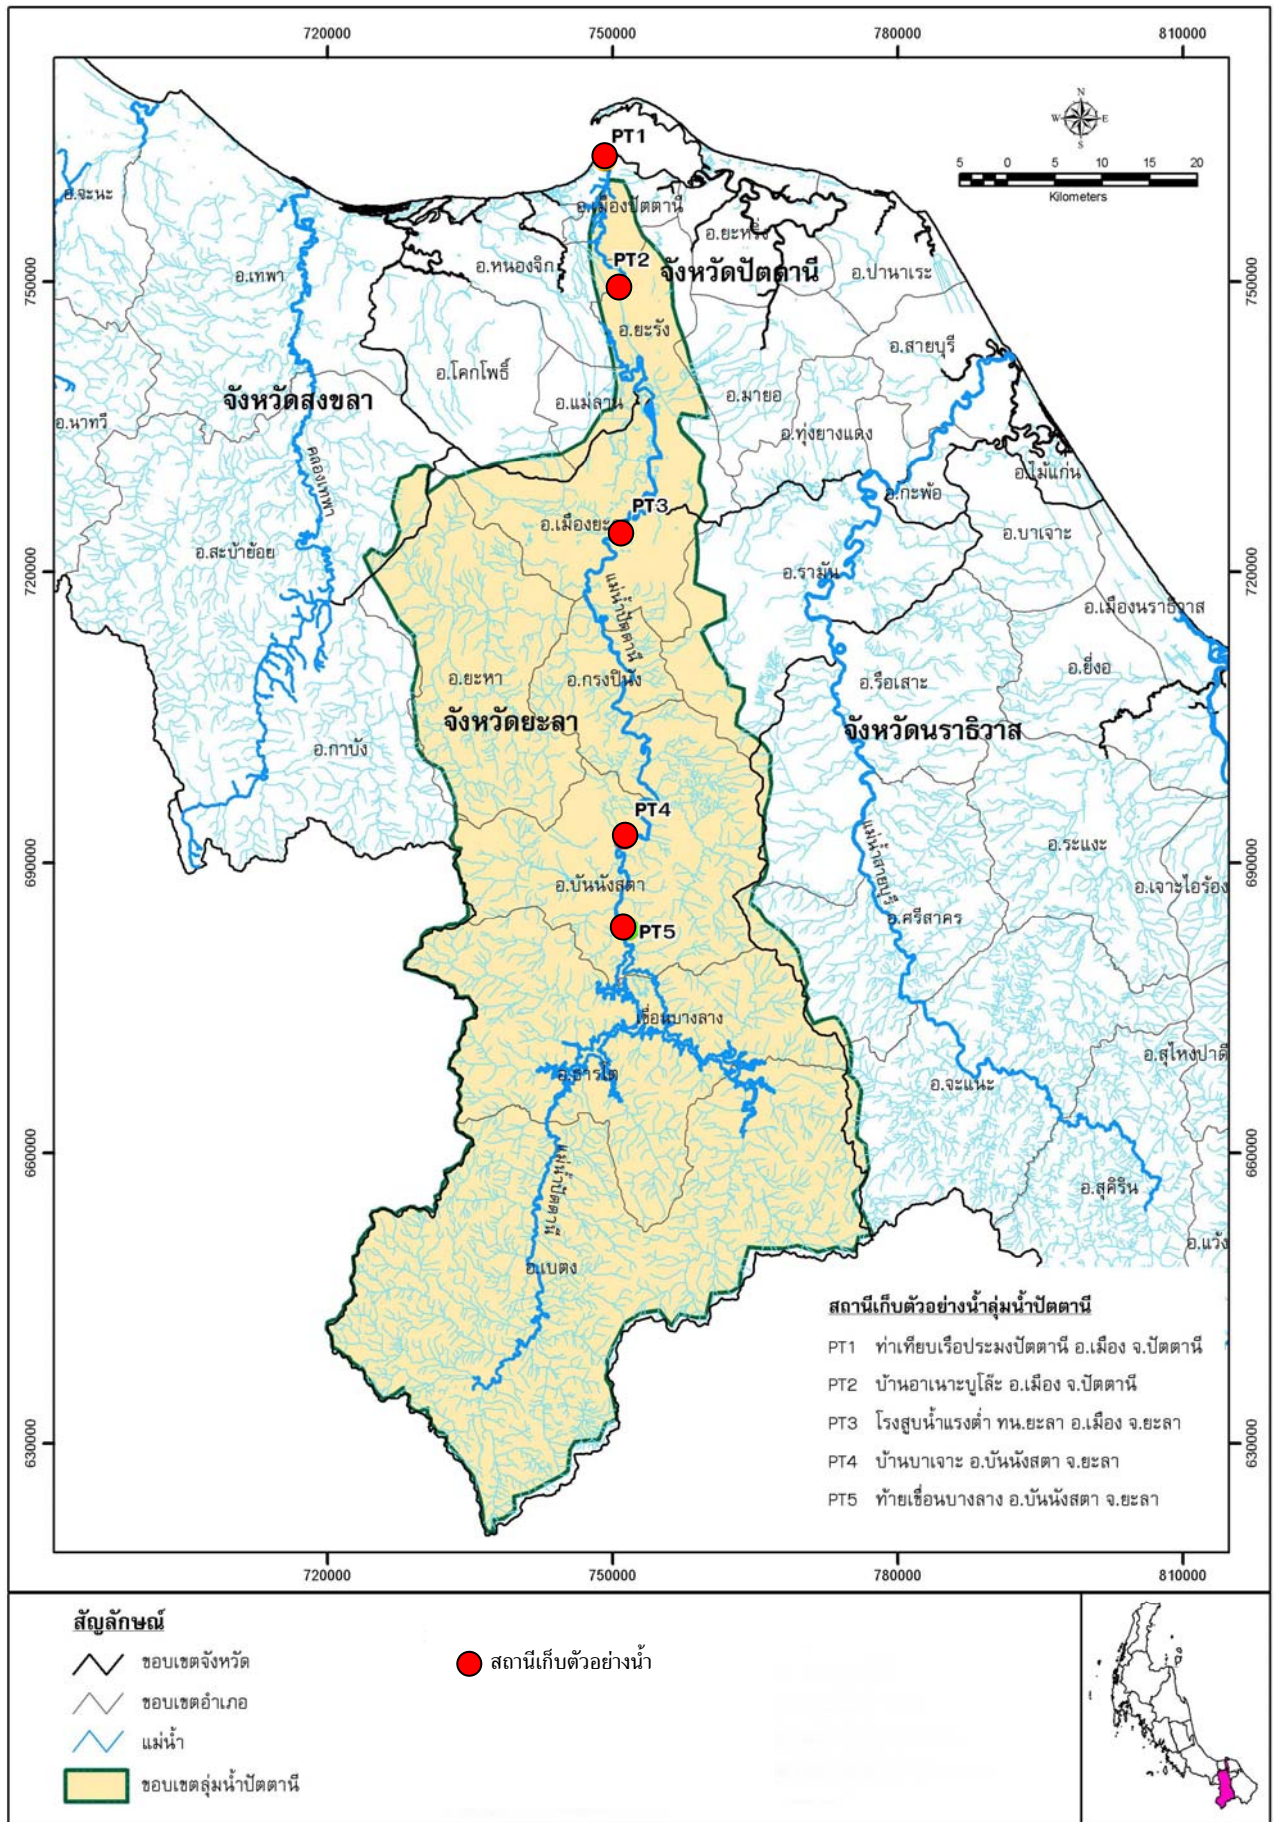 720000 750000 780000 810000
N
W E
S
5 0 5 10 15 20
Kilometers
PT1
อ.จะนะ
อ.เมืองปัตตานี
อ.ยะหริ่ง
อ.เทพา
อ.หนองจิก
PT2
จังหวัดปัตตานี
อ.ปานาเระ
750000
750000
อ.ยะรัง
อ.สายบุรี
อ.โคกโพธิ์
จังหวัดสงขลา
อ.แม่ลาน
อ.มายอ
อ.นาทวี
อ.ทุ่งยางแดง
คลองเทพา
อ.ไม้แก่น
อ.กะพ้อ
PT3
อ.เมืองยะ
อ.บาเจาะ
อ.สะบ้าย้อย
720000
720000
อ.รามัน
แม่น้ำปัตตานี
อ.เมืองนราธิวาส
อ.ยะหา
อ.กรงปินัง
อ.รือเสาะ
อ.ยี่งอ
จังหวัดยะลา
จังหวัดนราธิวาส
อ.กาบัง
PT4
แม่น้ำสายบุรี
อ.ระแงะ
690000
690000
อ.บันนังสตา
อ.เจาะไอร้อง
อ.ศรีสาคร
PT5
เขื่อนบางลาง
อ.สุไหงปาดี
อ.ธารโต
อ.จะแนะ
660000
660000
แม่น้ำปัตตานี
อ.สุคิริน
อ.แว้ง
อ.เบตง
สถานีเก็บตัวอย่างน้ำลุ่มน้ำปัตตานี
PT1 ท่าเทียบเรือประมงปัตตานี อ.เมือง จ.ปัตตานี
PT2 บ้านอาเนาะบูโล๊ะ อ.เมือง จ.ปัตตานี
PT3 โรงสูบน้ำแรงต่ำ ทน.ยะลา อ.เมือง จ.ยะลา
PT4 บ้านบาเจาะ อ.บันนังสตา จ.ยะลา
PT5 ท้ายเขื่อนบางลาง อ.บันนังสตา จ.ยะลา
630000
630000
720000 750000 780000 810000
สัญลักษณ์
ขอบเขตจังหวัด
ขอบเขตอำเภอ
แม่น้ำ
ขอบเขตลุ่มน้ำปัตตานี
สถานีเก็บตัวอย่างน้ำ